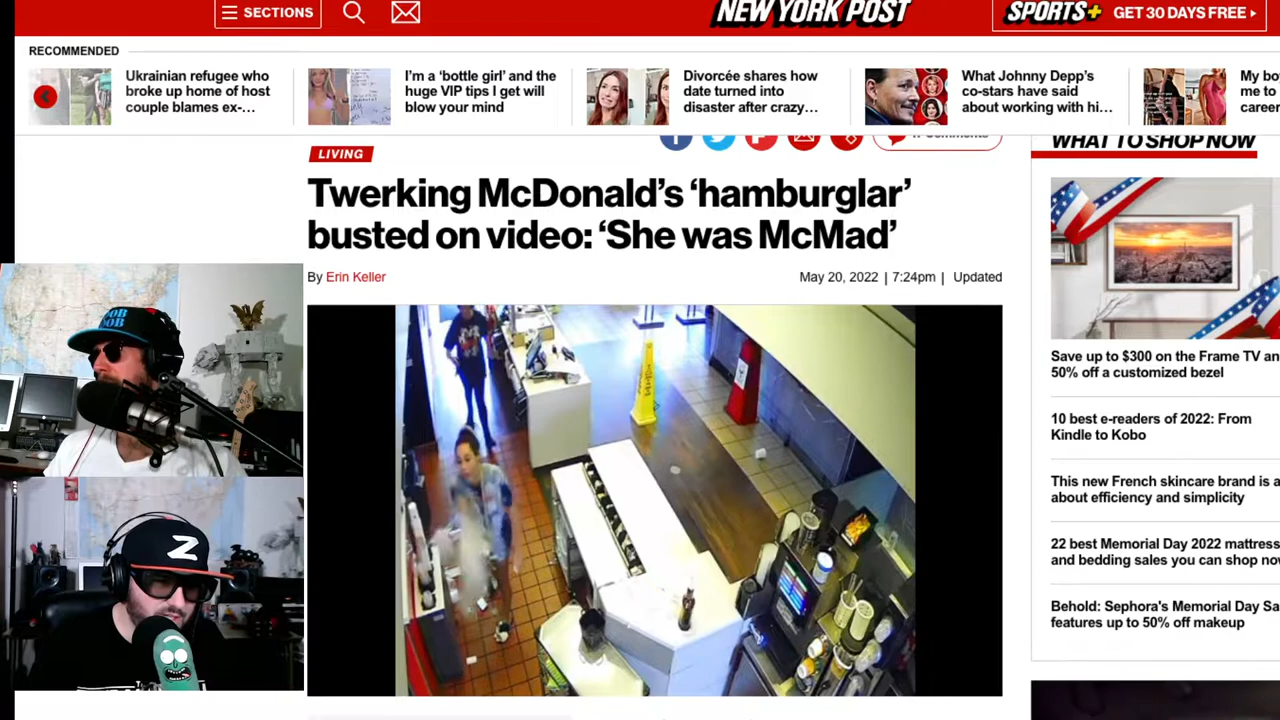 SECTIONS
NEW YORK POST
SPORTS+
GET 30 DAYS FREE
RECOMMENDED
Ukrainian refugee who
broke up home of host
couple blames ex-...
I'm a 'bottle girl' and the
huge VIP tips I get will
blow your mind
Divorcée shares how
date turned into
disaster after crazy...
What Johnny Depp's
co-stars have said
about working with hi...
My bo
me to
career
LIVING
Twerking McDonald's 'hamburglar'
busted on video: 'She was McMad'
By Erin Keller
May 20, 2022 | 7:24pm | Updated
WHAT TO SHOP NOW
Save up to $300 on the Frame TV an
50% off a customized bezel
10 best e-readers of 2022: From
Kindle to Kobo
This new French skincare brand is a
about efficiency and simplicity
22 best Memorial Day 2022 mattress
and bedding sales you can shop no
Behold: Sephora's Memorial Day Sa
features up to 50% off makeup
Z